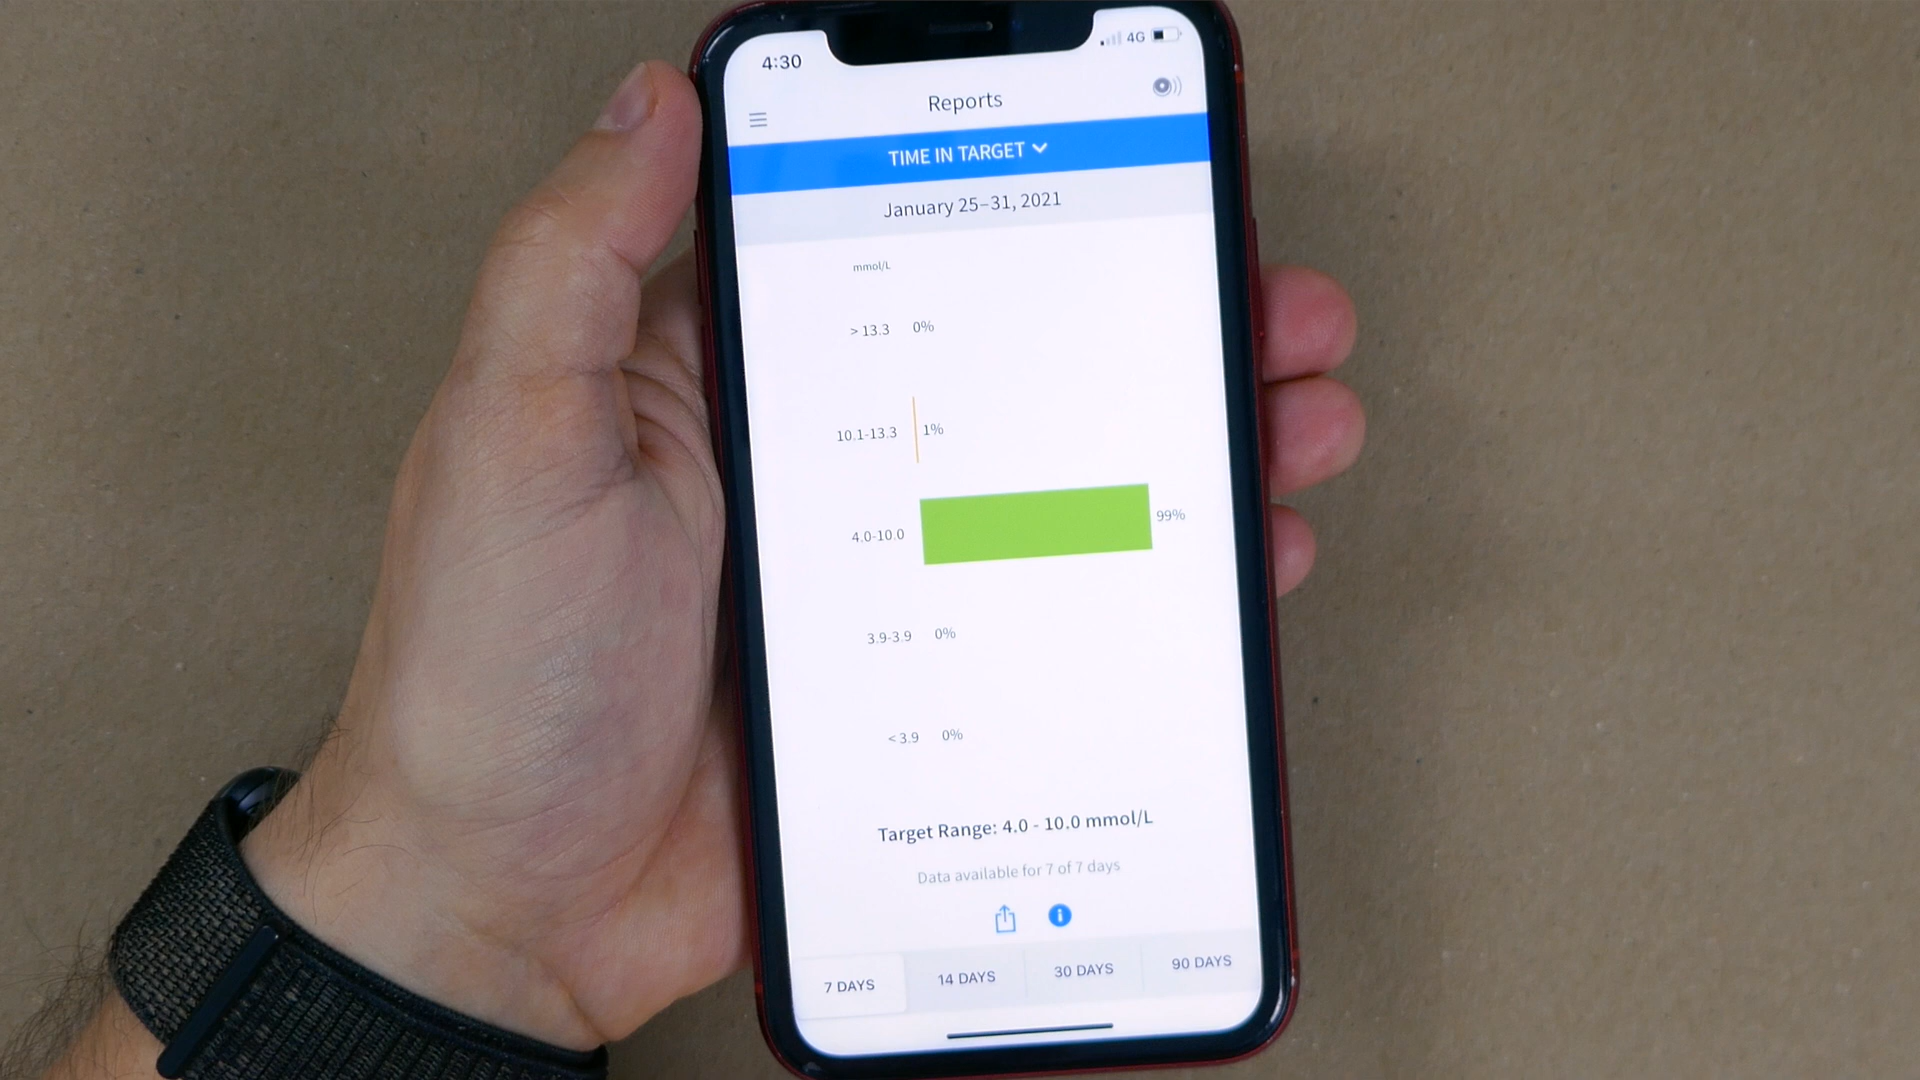 4:30
4G
Reports
TIME IN TARGET
January 25–31, 2021
mmol/L
> 13.3 0%
10.1-13.3 1%
4.0-10.0 99%
3.9-3.9 0%
< 3.9 0%
Target Range: 4.0 - 10.0 mmol/L
Data available for 7 of 7 days
7 DAYS 14 DAYS 30 DAYS 90 DAYS